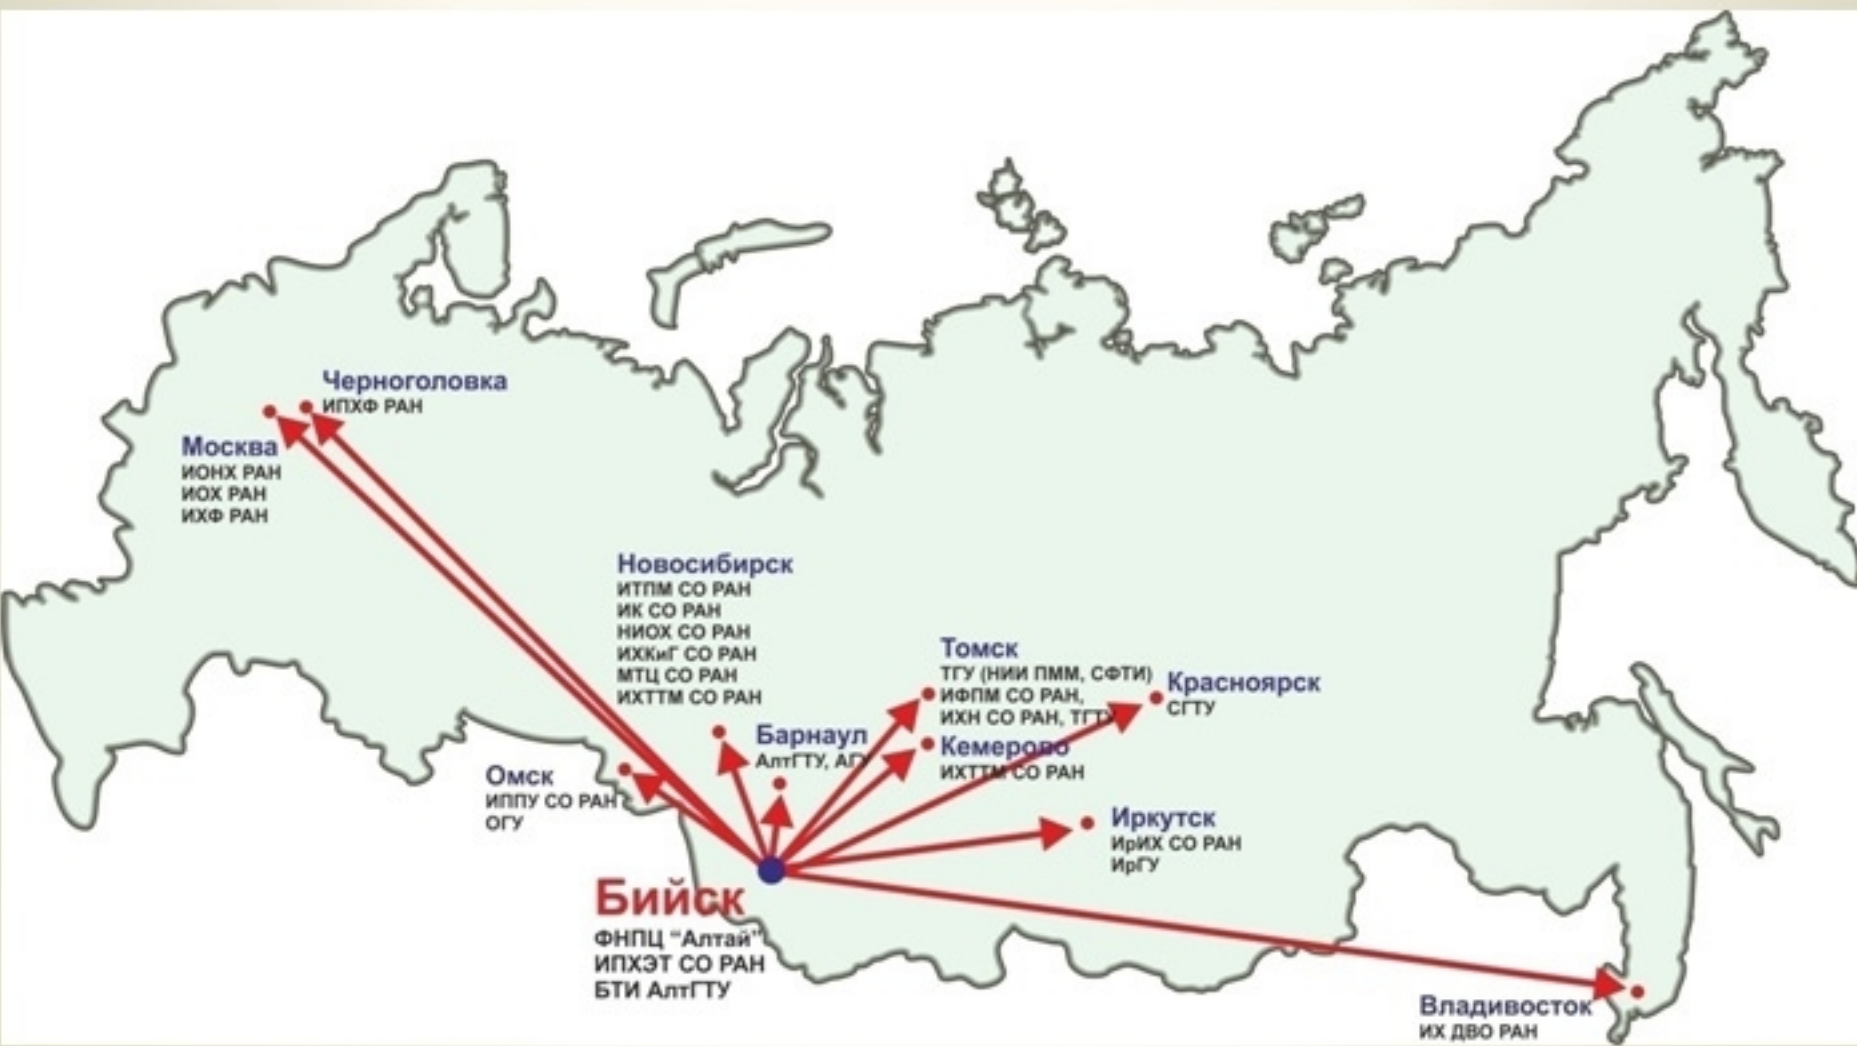 Черноголовка
ИПХФ РАН
Москва
ИОНХ РАН
ИОХ РАН
ИХФ РАН
Новосибирск
ИТПМ СО РАН
ИК СО РАН
НИОХ СО РАН
ИХКиГ СО РАН
МТЦ СО РАН
ИХТТМ СО РАН
Томск
ТГУ (НИИ ПММ, СФТИ)
ИФПМ СО РАН,
ИХН СО РАН, ТГТУ
Красноярск
СГТУ
Барнаул
АлтГТУ, АГУ
Кемерово
ИХТТМ СО РАН
Омск
ИППУ СО РАН
ОГУ
Иркутск
ИрИХ СО РАН
ИрГУ
Бийск
ФНПЦ “Алтай”
ИПХЭТ СО РАН
БТИ АлтГТУ
Владивосток
ИХ ДВО РАН